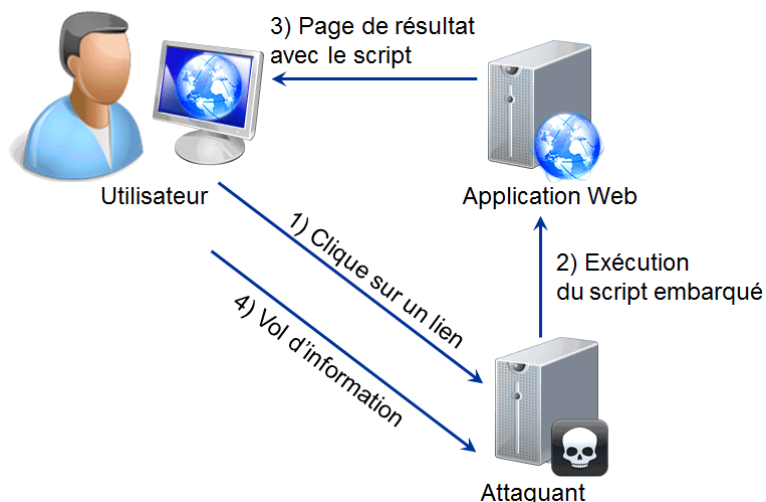 3) Page de résultat
avec le script
Utilisateur
Application Web
1) Clique sur un lien
2) Exécution
du script embarqué
4) Vol d'information
Attaquant